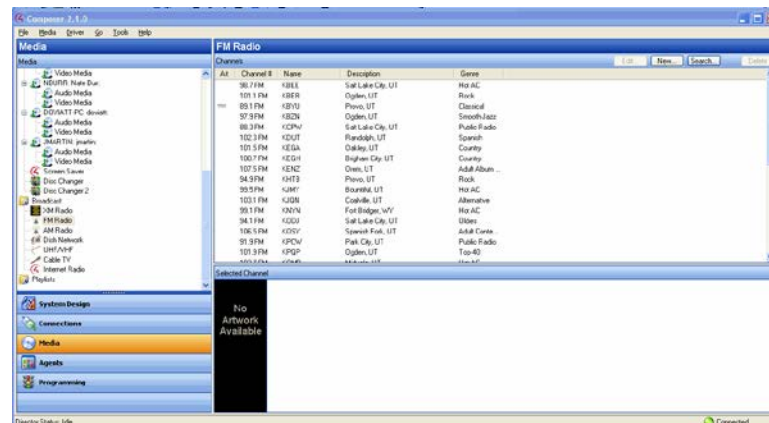 Composer 2.1.0
File Media Driver Go Tools Help
Media
FM Radio
Media
Channels
Edit... New... Search... Delete
Art Channel # Name Description Genre
98.7 FM KBEE Salt Lake City, UT Hot AC
101.1 FM KBER Ogden, UT Rock
89.1 FM KBYU Provo, UT Classical
97.9 FM KBZN Ogden, UT Smooth Jazz
88.3 FM KCPW Salt Lake City, UT Public Radio
102.3 FM KDUT Randolph, UT Spanish
101.5 FM KEGA Oakley, UT Country
100.7 FM KEGH Brigham City, UT Country
107.5 FM KENZ Orem, UT Adult Album ...
94.9 FM KHTB Provo, UT Rock
99.5 FM KJMY Bountiful, UT Hot AC
103.1 FM KJQN Coalville, UT Alternative
99.1 FM KNYN Fort Bridger, WY Hot AC
94.1 FM KODJ Salt Lake City, UT Oldies
106.5 FM KOSY Spanish Fork, UT Adult Conte...
91.9 FM KPCW Park City, UT Public Radio
101.9 FM KPQP Ogden, UT Top-40
Video Media
Audio Media
Video Media
DOVIATT-PC: doviatt
Audio Media
Video Media
JMARTIN: jmartin
Audio Media
Video Media
Screen Saver
Disc Changer
Disc Changer 2
Broadcast
XM Radio
FM Radio
AM Radio
Dish Network
UHF/VHF
Cable TV
Internet Radio
Playlists
System Design
Connections
Media
Agents
Programming
Selected Channel
No
Artwork
Available
Director Status: Idle
Connected